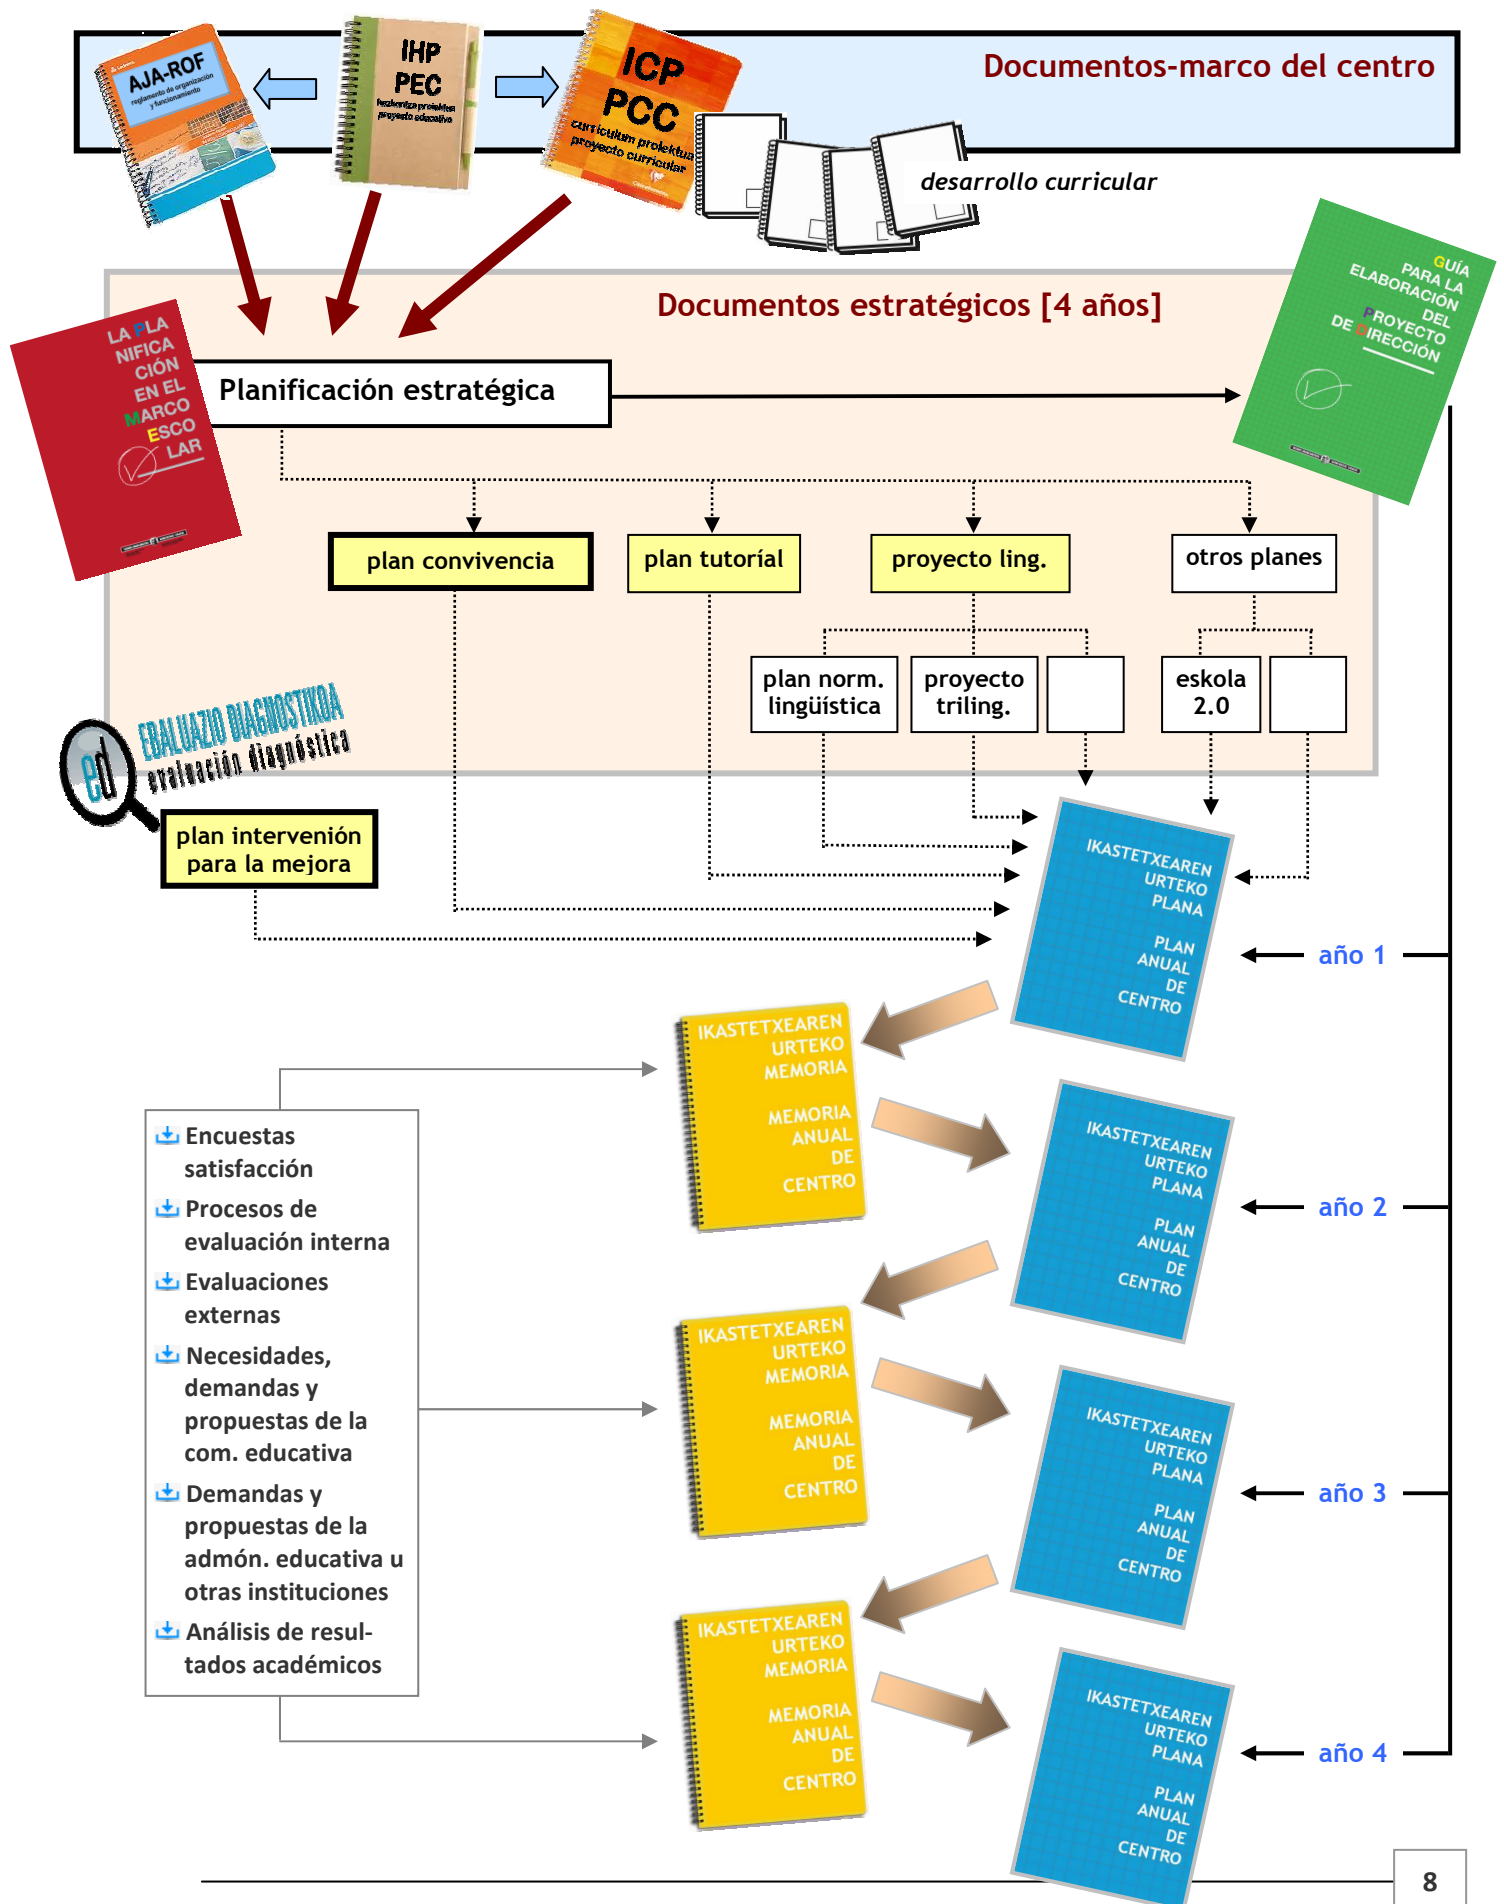 Documentos-marco del centro
AJA-ROF
reglamento de organización
y funcionamiento
IHP
PEC
hezkuntza proiektua
proyecto educativo
ICP
PCC
curriculum proiektua
proyecto curricular
desarrollo curricular
Documentos estratégicos [4 años]
LA PLA
NIFICA
CIÓN
EN EL
MARCO
ESCO
LAR
GUÍA
PARA LA
ELABORACIÓN
DEL
PROYECTO
DE DIRECCIÓN
Planificación estratégica
plan convivencia
plan tutoríal
proyecto ling.
otros planes
plan norm.
lingüística
proyecto
triling.
eskola
2.0
ed
EBALUAZIO DIAGNOSTIKOA
evaluación diagnóstica
plan intervenión
para la mejora
IKASTETXEAREN
URTEKO
PLANA
PLAN
ANUAL
DE
CENTRO
año 1
IKASTETXEAREN
URTEKO
MEMORIA
MEMORIA
ANUAL
DE
CENTRO
IKASTETXEAREN
URTEKO
PLANA
PLAN
ANUAL
DE
CENTRO
año 2
Encuestas
satisfacción
Procesos de
evaluación interna
Evaluaciones
externas
Necesidades,
demandas y
propuestas de la
com. educativa
Demandas y
propuestas de la
admón. educativa u
otras instituciones
Análisis de resul-
tados académicos
IKASTETXEAREN
URTEKO
MEMORIA
MEMORIA
ANUAL
DE
CENTRO
IKASTETXEAREN
URTEKO
PLANA
PLAN
ANUAL
DE
CENTRO
año 3
IKASTETXEAREN
URTEKO
MEMORIA
MEMORIA
ANUAL
DE
CENTRO
IKASTETXEAREN
URTEKO
PLANA
PLAN
ANUAL
DE
CENTRO
año 4
8